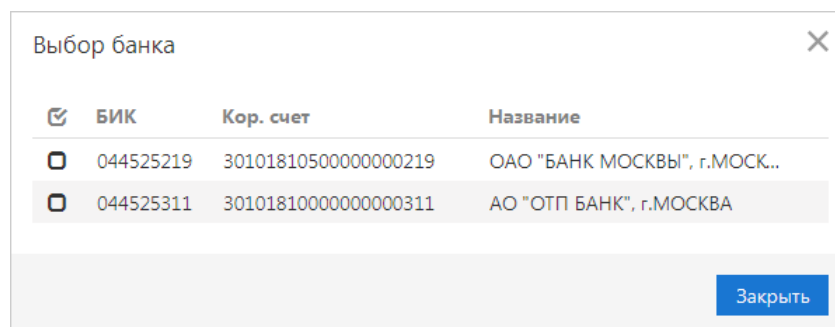 Выбор банка
БИК Кор. счет Название
044525219 30101810500000000219 ОАО "БАНК МОСКВЫ", г.МОСК...
044525311 30101810000000000311 АО "ОТП БАНК", г.МОСКВА
Закрыть